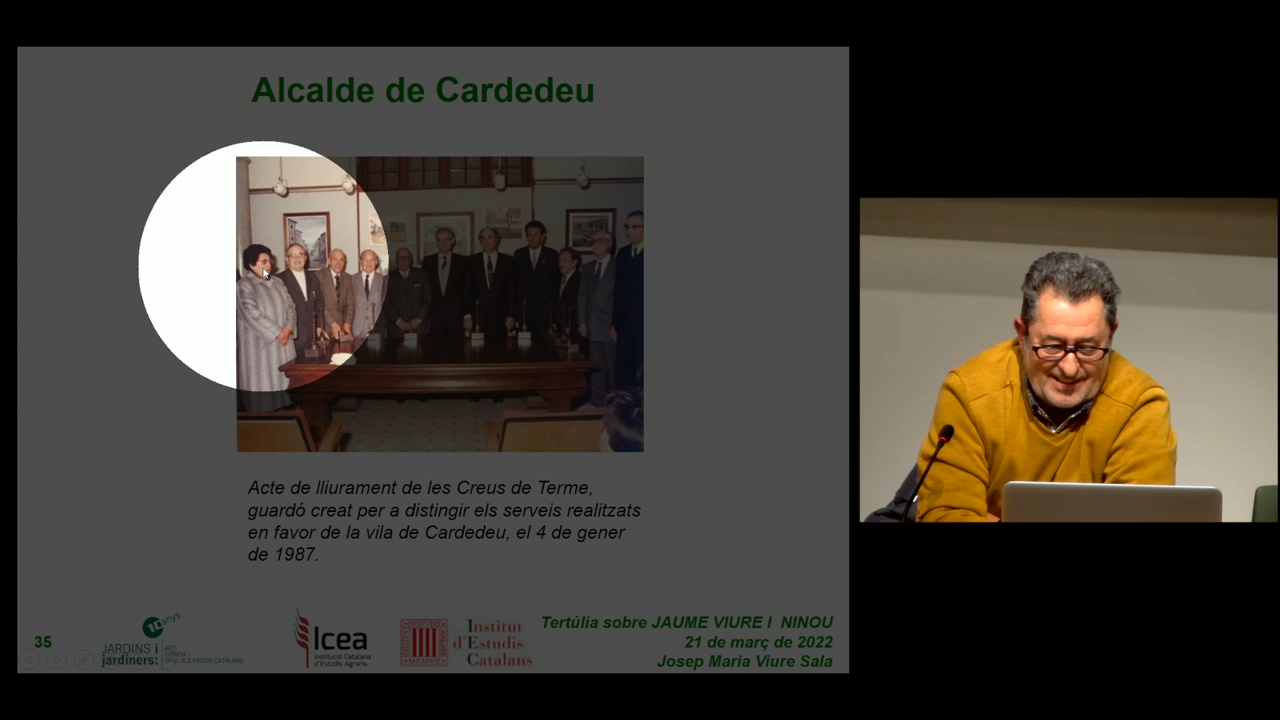 Alcalde de Cardedeu
Acte de lliurament de les Creus de Terme,
guardó creat per a distingir els serveis realitzats
en favor de la vila de Cardedeu, el 4 de gener
de 1987.
35
10 anys
JARDINS I
jardiners:
Icea
Institució Catalana
d'Estudis Agraris
Institut
d'Estudis
Catalans
Tertúlia sobre JAUME VIURE I NINOU
21 de març de 2022
Josep Maria Viure Sala